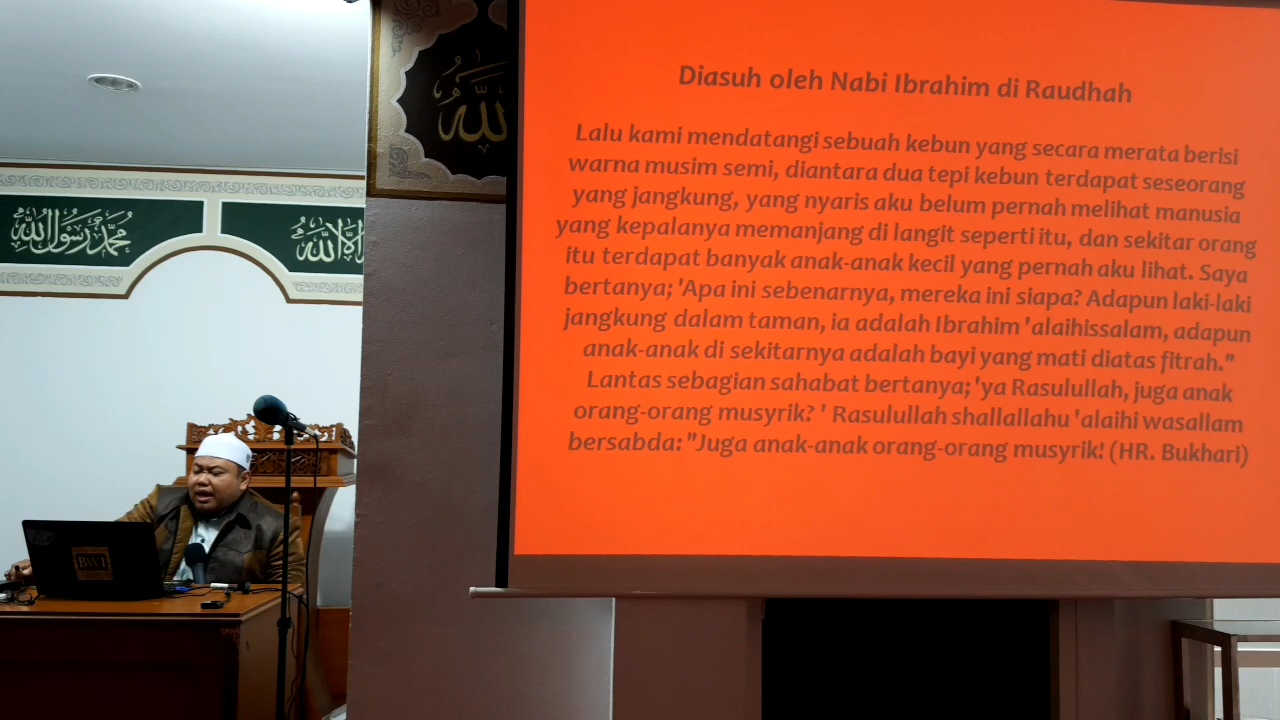 Diasuh oleh Nabi Ibrahim di Raudhah
Lalu kami mendatangi sebuah kebun yang secara merata berisi
warna musim semi, diantara dua tepi kebun terdapat seseorang
yang jangkung, yang nyaris aku belum pernah melihat manusia
yang kepalanya memanjang di langit seperti itu, dan sekitar orang
itu terdapat banyak anak-anak kecil yang pernah aku lihat. Saya
bertanya; 'Apa ini sebenarnya, mereka ini siapa? Adapun laki-laki
jangkung dalam taman, ia adalah Ibrahim 'alaihissalam, adapun
anak-anak di sekitarnya adalah bayi yang mati diatas fitrah."
Lantas sebagian sahabat bertanya; 'ya Rasulullah, juga anak
orang-orang musyrik? ' Rasulullah shallallahu 'alaihi wasallam
bersabda: "Juga anak-anak orang-orang musyrik! (HR. Bukhari)
الله
محمد رسول الله
الا الله
BWI